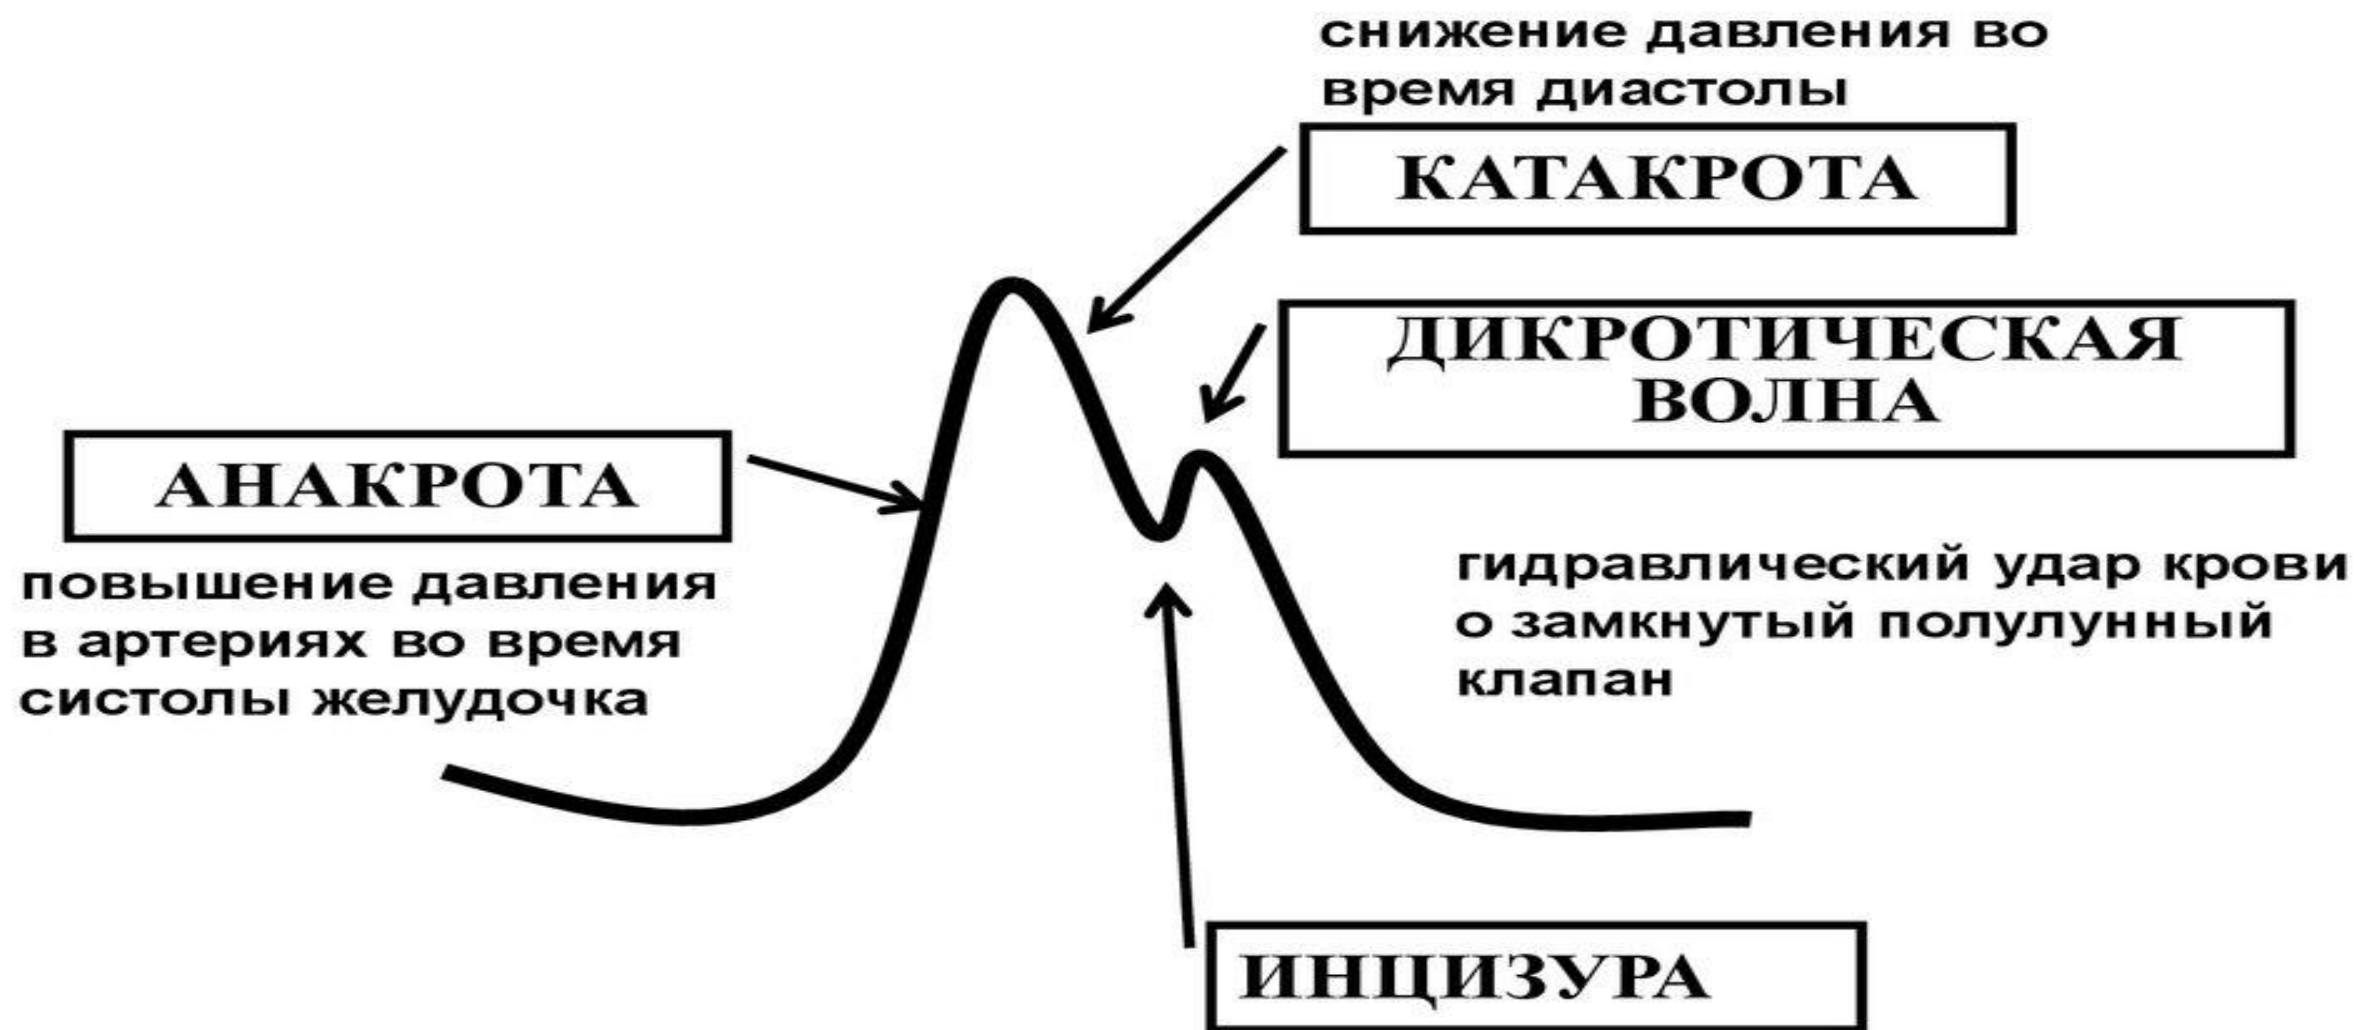 снижение давления во
время диастолы
КАТАКРОТА
ДИКРОТИЧЕСКАЯ
ВОЛНА
АНАКРОТА
повышение давления
в артериях во время
систолы желудочка
гидравлический удар крови
о замкнутый полулунный
клапан
ИНЦИЗУРА